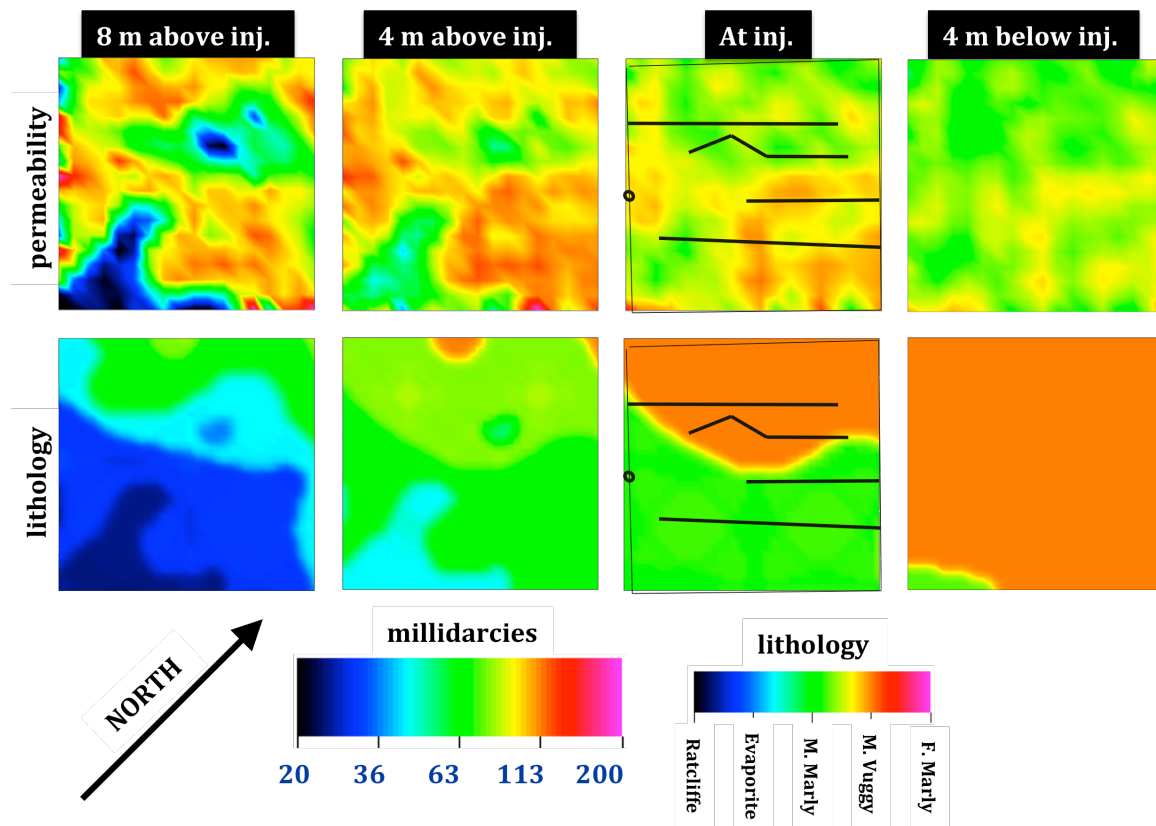 8 m above inj.
4 m above inj.
At inj.
4 m below inj.
permeability
lithology
NORTH
millidarcies
20 36 63 113 200
lithology
Ratcliffe
Evaporite
M. Marly
M. Vuggy
F. Marly